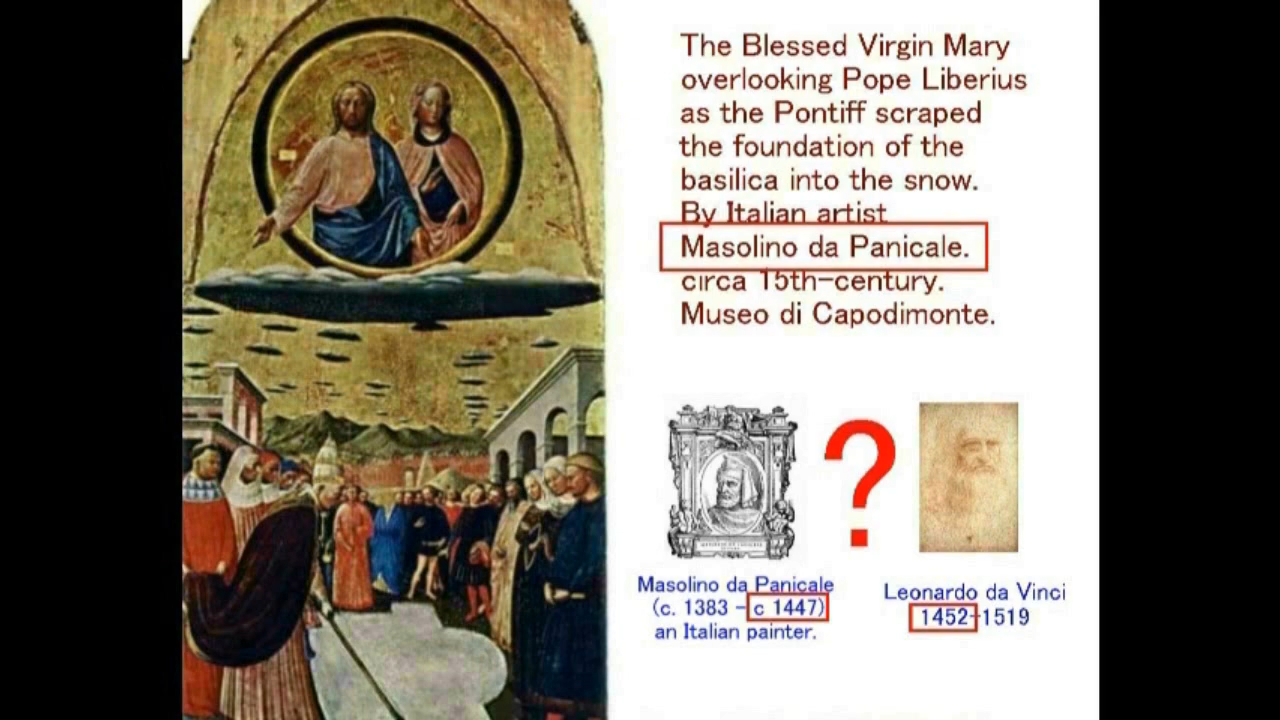 The Blessed Virgin Mary
overlooking Pope Liberius
as the Pontiff scraped
the foundation of the
basilica into the snow.
By Italian artist
Masolino da Panicale.
circa 15th-century.
Museo di Capodimonte.
?
Masolino da Panicale
(c. 1383 - c 1447)
an Italian painter.
Leonardo da Vinci
1452-1519